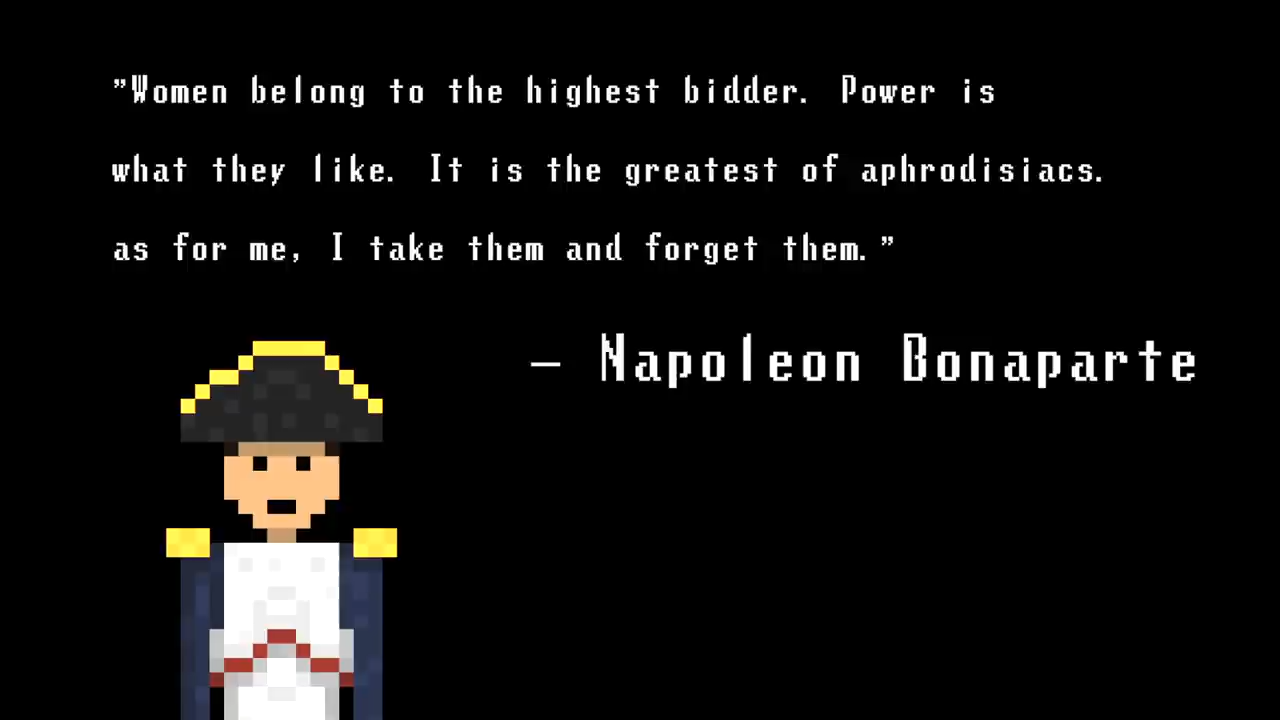 "Women belong to the highest bidder. Power is
what they like. It is the greatest of aphrodisiacs.
as for me, I take them and forget them."
— Napoleon Bonaparte